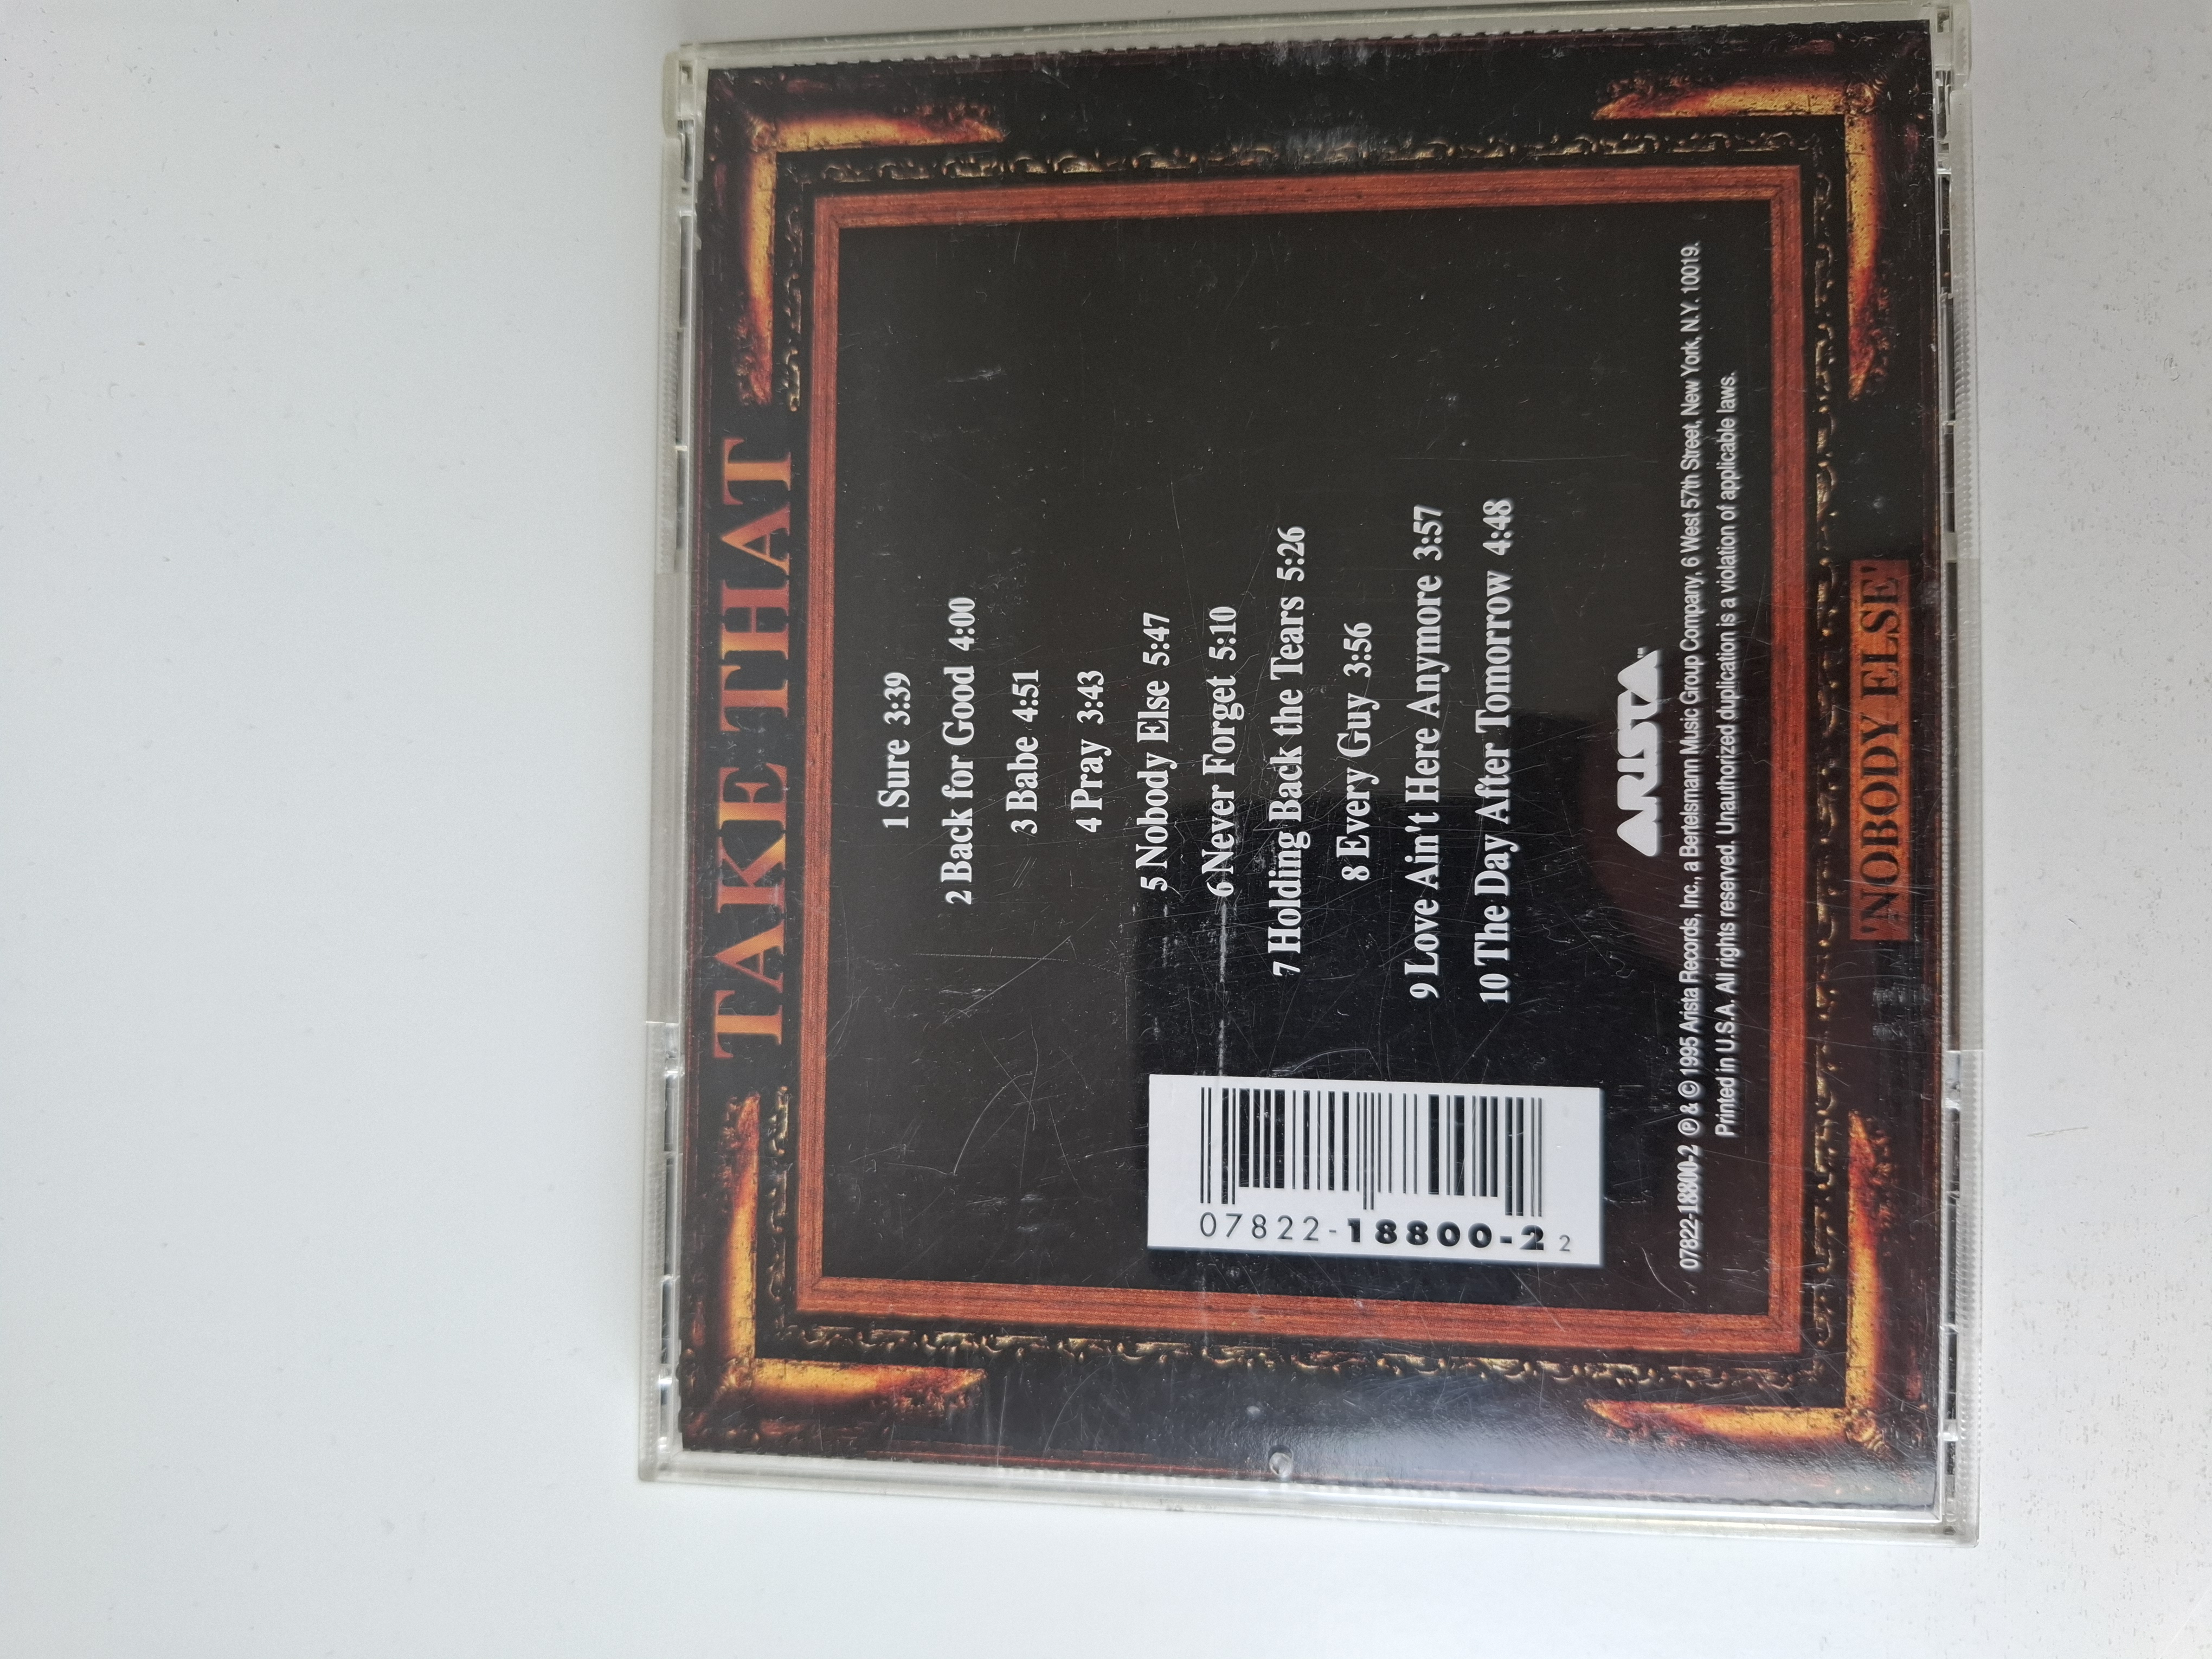 TAKE THAT
1 Sure 3:39
2 Back for Good 4:00
3 Babe 4:51
4 Pray 3:43
5 Nobody Else 5:47
6 Never Forget 5:10
7 Holding Back the Tears 5:26
8 Every Guy 3:56
9 Love Ain't Here Anymore 3:57
10 The Day After Tomorrow 4:48
07822-18800-2 2
ARISTA™
07822-18800-2 ℗ & © 1995 Arista Records, Inc., a Bertelsmann Music Group Company, 6 West 57th Street, New York, N.Y. 10019.
Printed in U.S.A. All rights reserved. Unauthorized duplication is a violation of applicable laws.
'NOBODY ELSE'